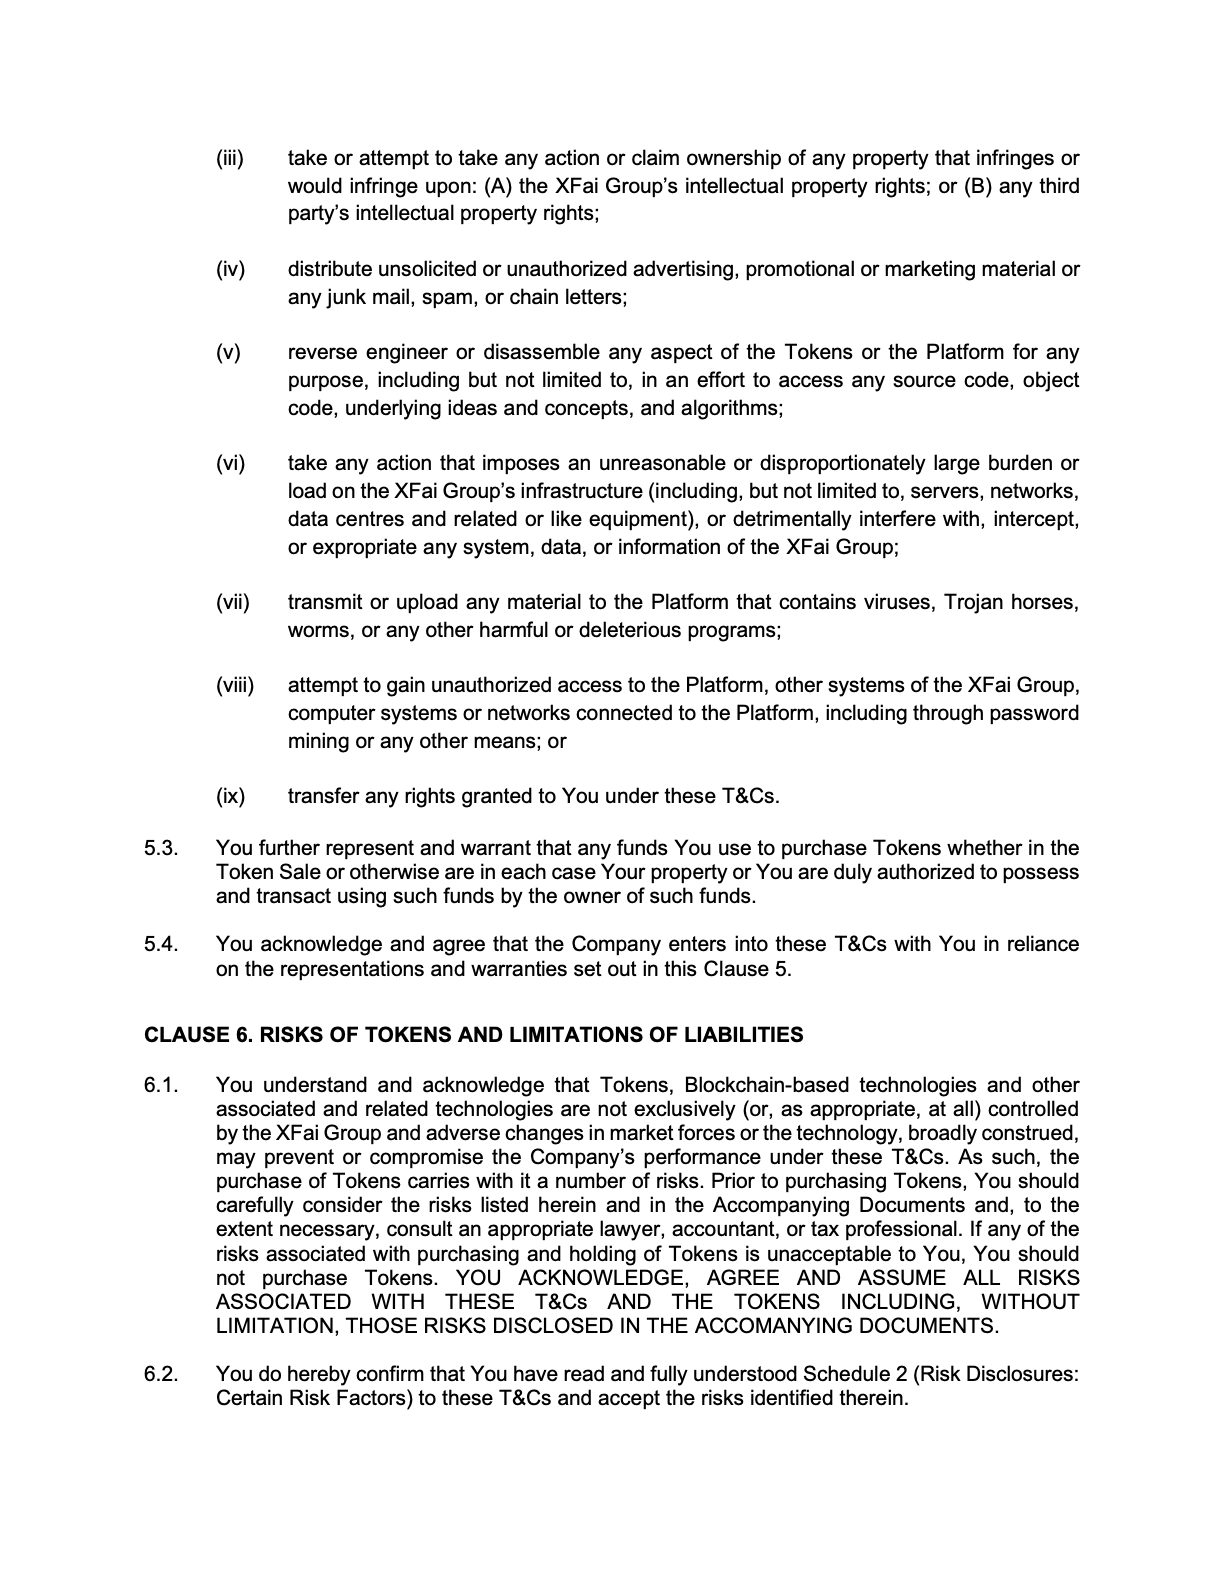 (iii) take or attempt to take any action or claim ownership of any property that infringes or
would infringe upon: (A) the XFai Group’s intellectual property rights; or (B) any third
party’s intellectual property rights;
(iv) distribute unsolicited or unauthorized advertising, promotional or marketing material or
any junk mail, spam, or chain letters;
(v) reverse engineer or disassemble any aspect of the Tokens or the Platform for any
purpose, including but not limited to, in an effort to access any source code, object
code, underlying ideas and concepts, and algorithms;
(vi) take any action that imposes an unreasonable or disproportionately large burden or
load on the XFai Group’s infrastructure (including, but not limited to, servers, networks,
data centres and related or like equipment), or detrimentally interfere with, intercept,
or expropriate any system, data, or information of the XFai Group;
(vii) transmit or upload any material to the Platform that contains viruses, Trojan horses,
worms, or any other harmful or deleterious programs;
(viii) attempt to gain unauthorized access to the Platform, other systems of the XFai Group,
computer systems or networks connected to the Platform, including through password
mining or any other means; or
(ix) transfer any rights granted to You under these T&Cs.
5.3. You further represent and warrant that any funds You use to purchase Tokens whether in the
Token Sale or otherwise are in each case Your property or You are duly authorized to possess
and transact using such funds by the owner of such funds.
5.4. You acknowledge and agree that the Company enters into these T&Cs with You in reliance
on the representations and warranties set out in this Clause 5.
CLAUSE 6. RISKS OF TOKENS AND LIMITATIONS OF LIABILITIES
6.1. You understand and acknowledge that Tokens, Blockchain-based technologies and other
associated and related technologies are not exclusively (or, as appropriate, at all) controlled
by the XFai Group and adverse changes in market forces or the technology, broadly construed,
may prevent or compromise the Company’s performance under these T&Cs. As such, the
purchase of Tokens carries with it a number of risks. Prior to purchasing Tokens, You should
carefully consider the risks listed herein and in the Accompanying Documents and, to the
extent necessary, consult an appropriate lawyer, accountant, or tax professional. If any of the
risks associated with purchasing and holding of Tokens is unacceptable to You, You should
not purchase Tokens. YOU ACKNOWLEDGE, AGREE AND ASSUME ALL RISKS
ASSOCIATED WITH THESE T&Cs AND THE TOKENS INCLUDING, WITHOUT
LIMITATION, THOSE RISKS DISCLOSED IN THE ACCOMANYING DOCUMENTS.
6.2. You do hereby confirm that You have read and fully understood Schedule 2 (Risk Disclosures:
Certain Risk Factors) to these T&Cs and accept the risks identified therein.